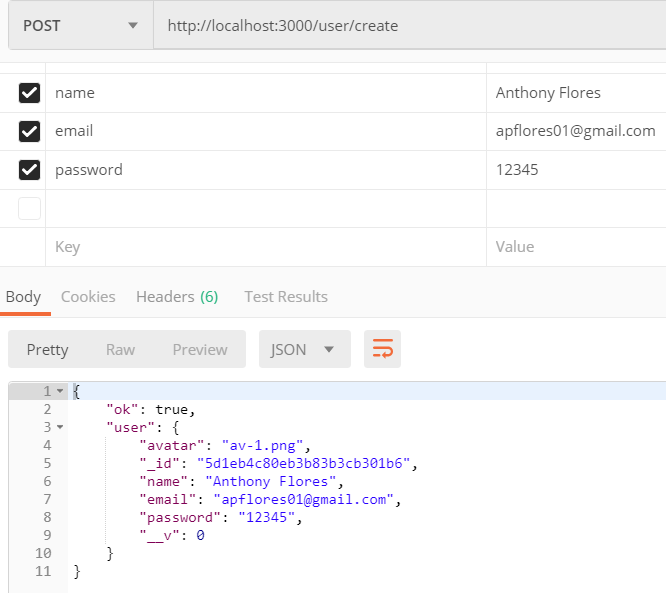 POST http://localhost:3000/user/create
name Anthony Flores
email apflores01@gmail.com
password 12345
Key Value
Body Cookies Headers (6) Test Results
Pretty Raw Preview JSON
1 {
2 "ok": true,
3 "user": {
4 "avatar": "av-1.png",
5 "_id": "5d1eb4c80eb3b83b3cb301b6",
6 "name": "Anthony Flores",
7 "email": "apflores01@gmail.com",
8 "password": "12345",
9 "__v": 0
10 }
11 }